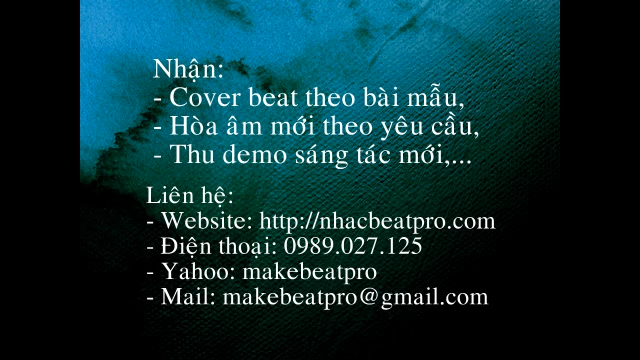 Nhận:
- Cover beat theo bài mẫu,
- Hòa âm mới theo yêu cầu,
- Thu demo sáng tác mới,...
Liên hệ:
- Website: http://nhacbeatpro.com
- Điện thoại: 0989.027.125
- Yahoo: makebeatpro
- Mail: makebeatpro@gmail.com